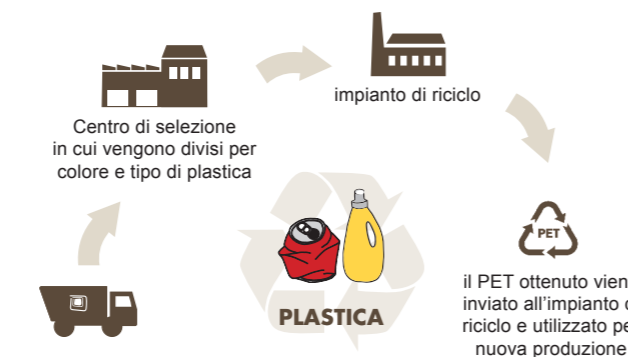 impianto di riciclo
Centro di selezione
in cui vengono divisi per
colore e tipo di plastica
PET
PLASTICA
il PET ottenuto vien
inviato all'impianto
riciclo e utilizzato pe
nuova produzione